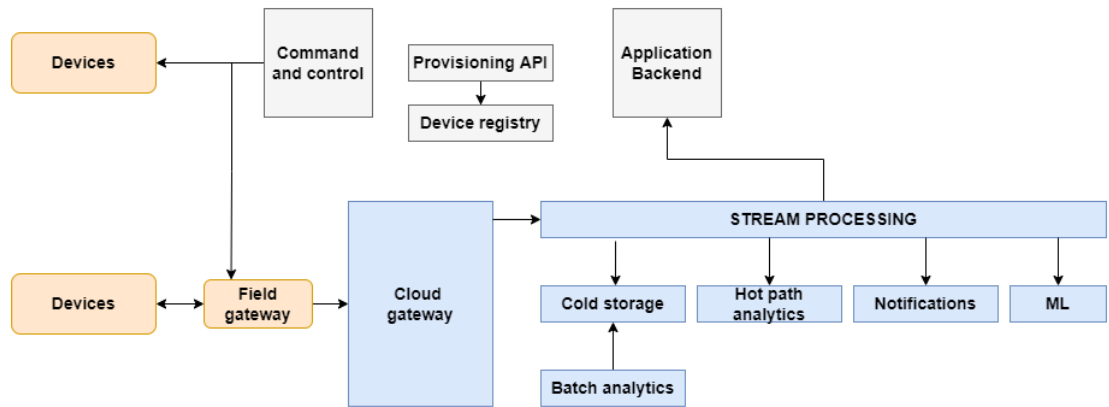 Devices
Command
and control
Provisioning API
Device registry
Application
Backend
Devices
Field
gateway
Cloud
gateway
STREAM PROCESSING
Cold storage
Hot path
analytics
Notifications
ML
Batch analytics